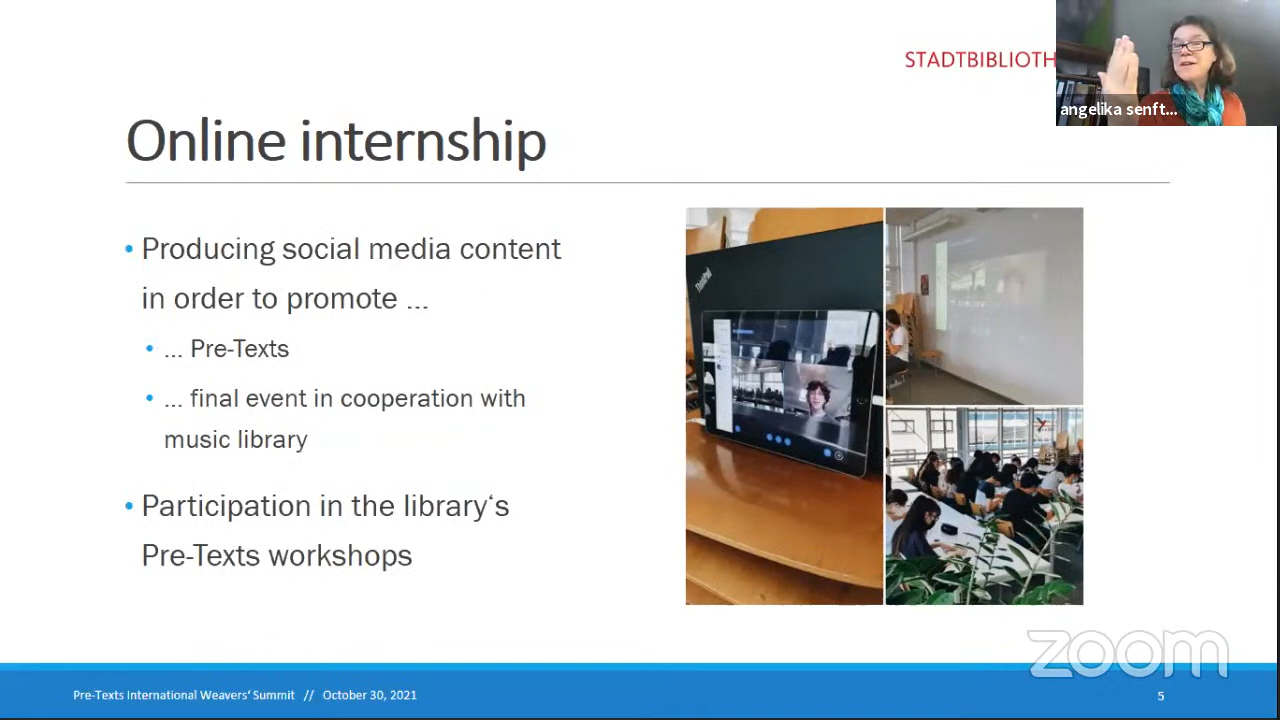 STADTBIBLIOTH
angelika senft...
Online internship
• Producing social media content
in order to promote ...
• ... Pre-Texts
• ... final event in cooperation with
music library
• Participation in the library‘s
Pre-Texts workshops
ThinkPad
zoom
Pre-Texts International Weavers‘ Summit // October 30, 2021
5